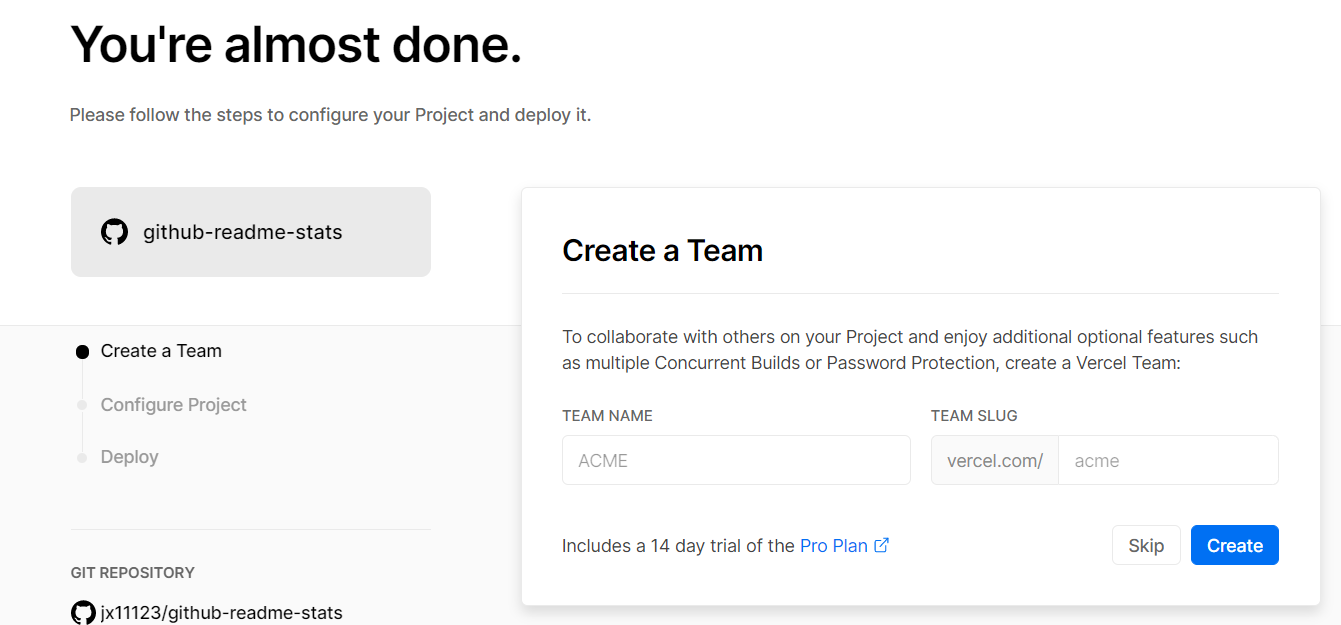 You're almost done.
Please follow the steps to configure your Project and deploy it.
github-readme-stats
Create a Team
Configure Project
Deploy
GIT REPOSITORY
jx11123/github-readme-stats
Create a Team
To collaborate with others on your Project and enjoy additional optional features such
as multiple Concurrent Builds or Password Protection, create a Vercel Team:
TEAM NAME
ACME
TEAM SLUG
vercel.com/ acme
Includes a 14 day trial of the Pro Plan
Skip
Create